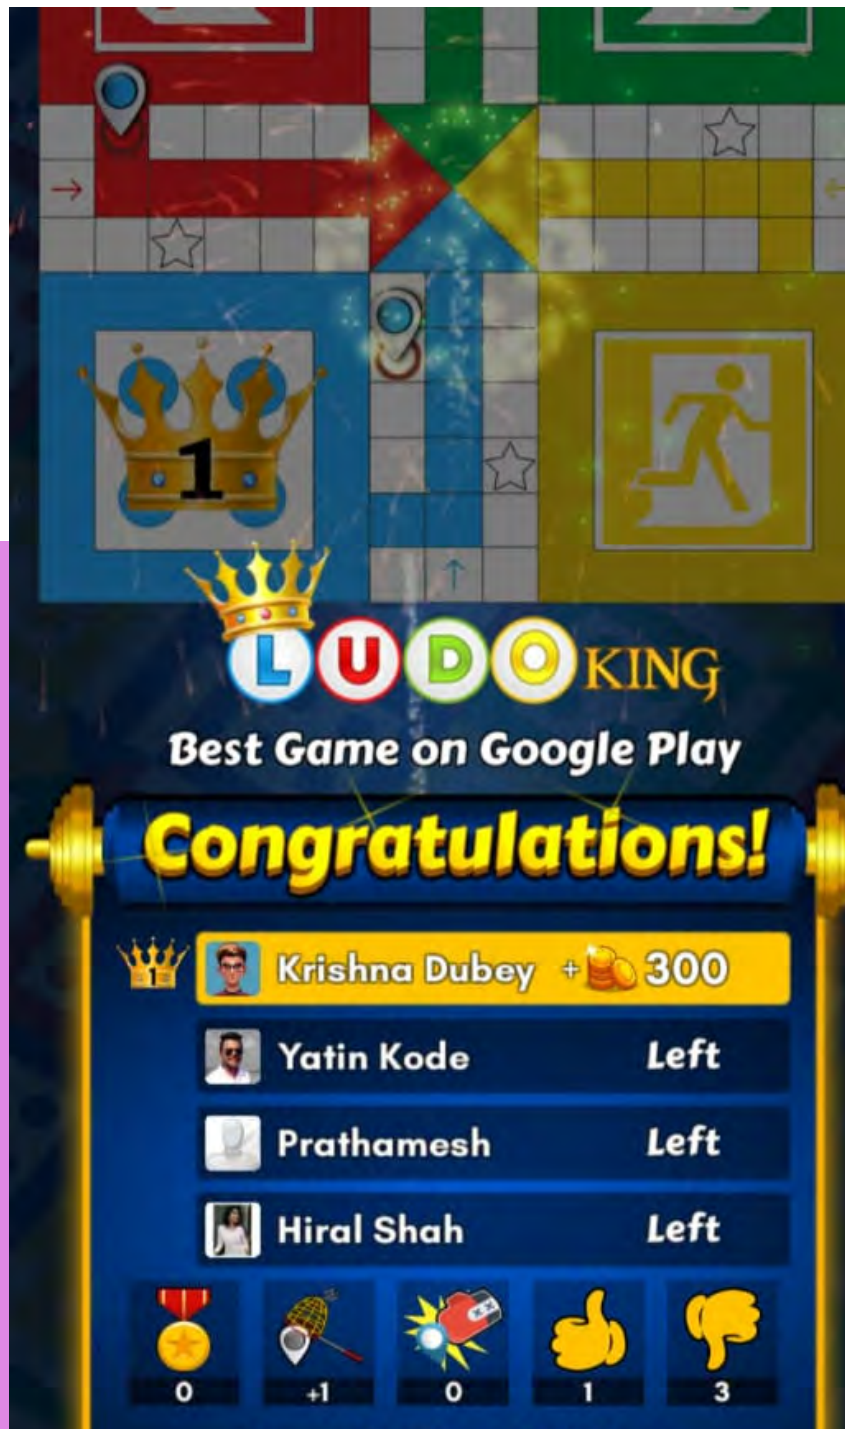 1
LUDO KING
Best Game on Google Play
Congratulations!
1 Krishna Dubey + 300
Yatin Kode Left
Prathamesh Left
Hiral Shah Left
0 +1 0 1 3